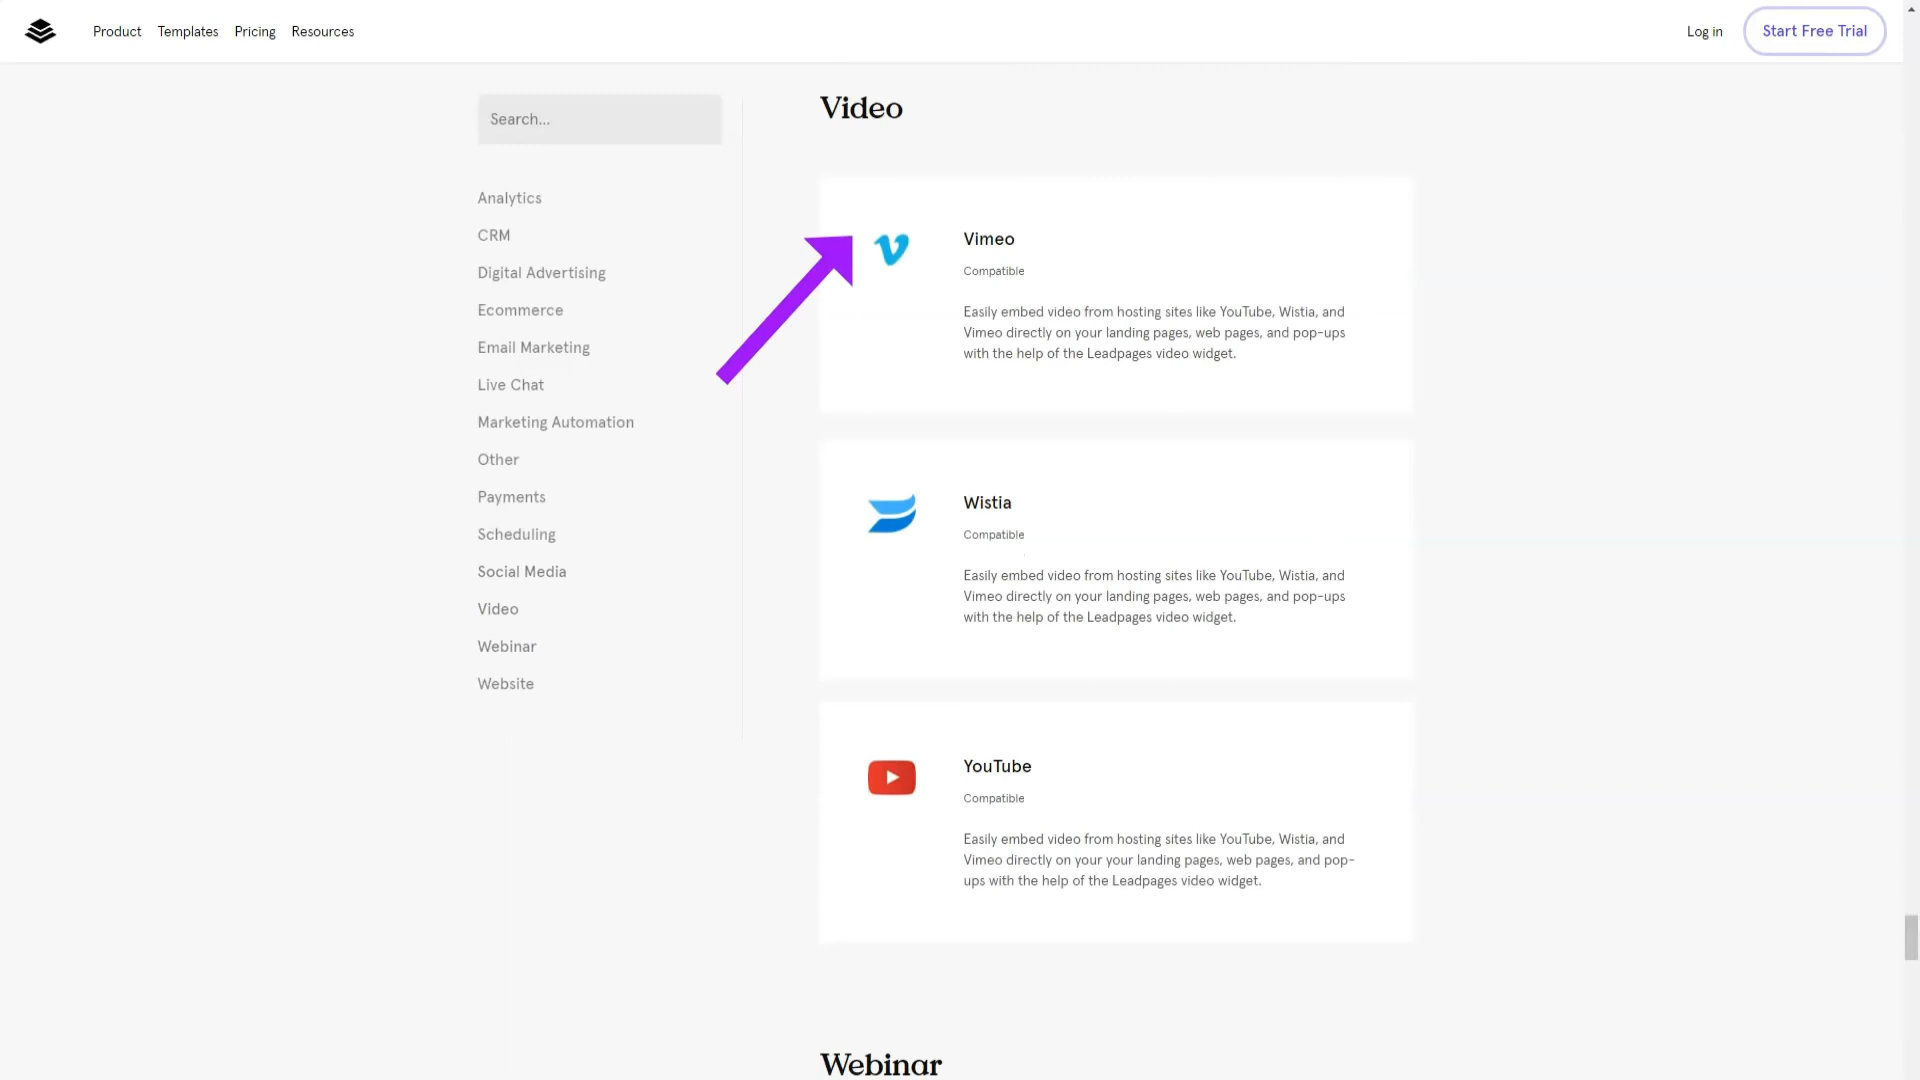 Product Templates Pricing Resources Log in Start Free Trial
Search...
Analytics
CRM
Digital Advertising
Ecommerce
Email Marketing
Live Chat
Marketing Automation
Other
Payments
Scheduling
Social Media
Video
Webinar
Website
Video
Vimeo
Compatible
Easily embed video from hosting sites like YouTube, Wistia, and
Vimeo directly on your landing pages, web pages, and pop-ups
with the help of the Leadpages video widget.
Wistia
Compatible
Easily embed video from hosting sites like YouTube, Wistia, and
Vimeo directly on your landing pages, web pages, and pop-ups
with the help of the Leadpages video widget.
YouTube
Compatible
Easily embed video from hosting sites like YouTube, Wistia, and
Vimeo directly on your your landing pages, web pages, and pop-
ups with the help of the Leadpages video widget.
Webinar